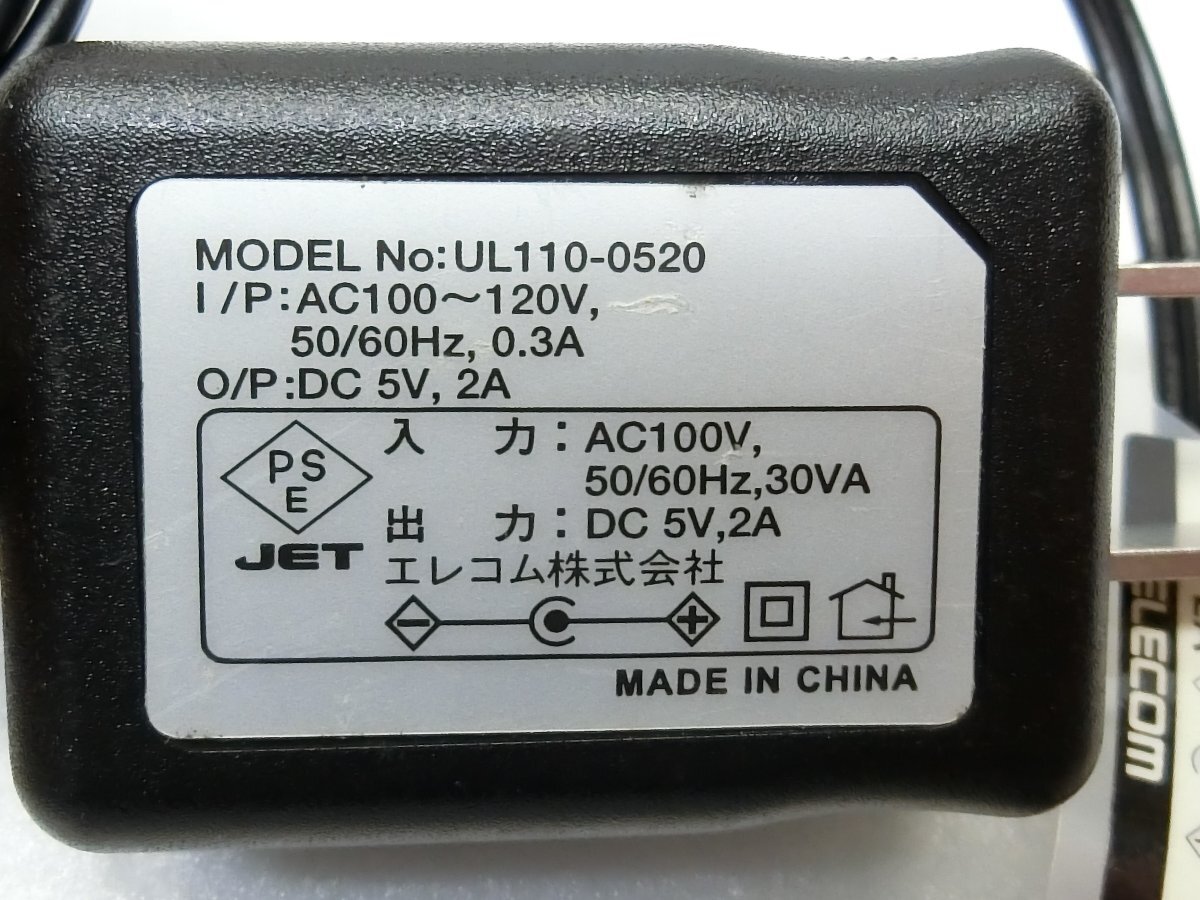 MODEL No:UL110-0520
I/P:AC100～120V,
50/60Hz, 0.3A
O/P:DC 5V, 2A
PSE
JET
入 力：AC100V,
50/60Hz,30VA
出 力：DC 5V,2A
エレコム株式会社
MADE IN CHINA
ELECOM